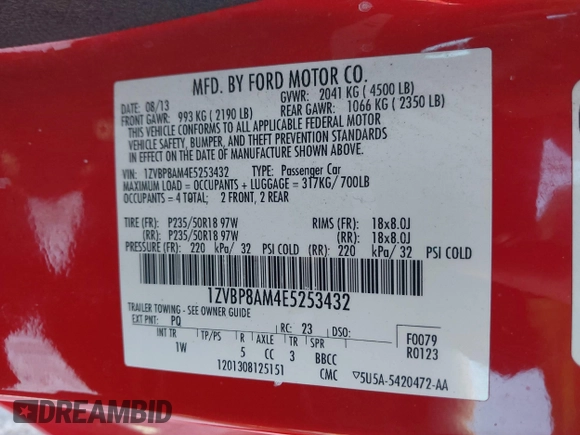 MFD. BY FORD MOTOR CO.
DATE: 08/13 GVWR: 2041 KG ( 4500 LB)
FRONT GAWR: 993 KG ( 2190 LB) REAR GAWR: 1066 KG ( 2350 LB)
THIS VEHICLE CONFORMS TO ALL APPLICABLE FEDERAL MOTOR
VEHICLE SAFETY, BUMPER, AND THEFT PREVENTION STANDARDS
IN EFFECT ON THE DATE OF MANUFACTURE SHOWN ABOVE.
VIN: 1ZVBP8AM4E5253432 TYPE: Passenger Car
MAXIMUM LOAD = OCCUPANTS + LUGGAGE = 317KG/700LB
OCCUPANTS = 4 TOTAL; 2 FRONT, 2 REAR
TIRE (FR): P235/50R18 97W RIMS (FR): 18x8.0J
(RR): P235/50R18 97W (RR): 18x8.0J
PRESSURE (FR): 220 kPa/ 32 PSI COLD (RR): 220 kPa/ 32 PSI COLD
1ZVBP8AM4E5253432
TRAILER TOWING - SEE OWNER GUIDE
EXT PNT: PQ RC: 23 DSO: F0079
INT TR TP/PS R AXLE TR SPR R0123
1W 5 CC 3 BBCC
1201308125151 CMC ▽5U5A-5420472-AA
DREAMBID